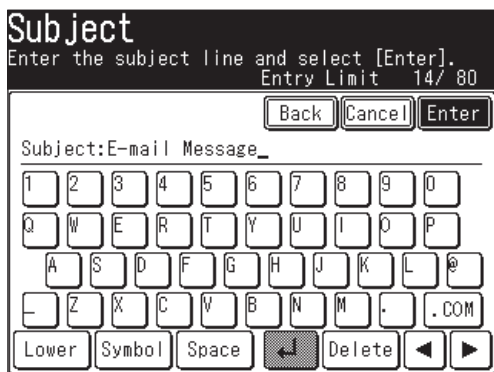 Subject
Enter the subject line and select [Enter].
Entry Limit 14/ 80
Back Cancel Enter
Subject:E-mail Message_
1 2 3 4 5 6 7 8 9 0
Q W E R T Y U I O P
A S D F G H J K L @
_ Z X C V B N M . .COM
Lower Symbol Space ↵ Delete ◀ ▶